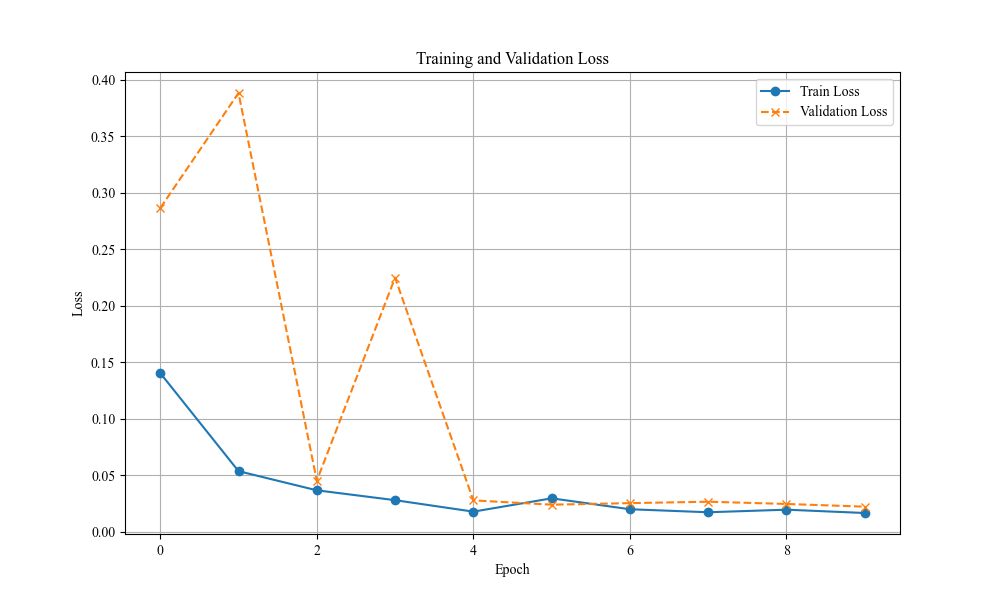 Training and Validation Loss
Train Loss
Validation Loss
0.40
0.35
0.30
0.25
0.20
0.15
0.10
0.05
0.00
Loss
0 2 4 6 8
Epoch